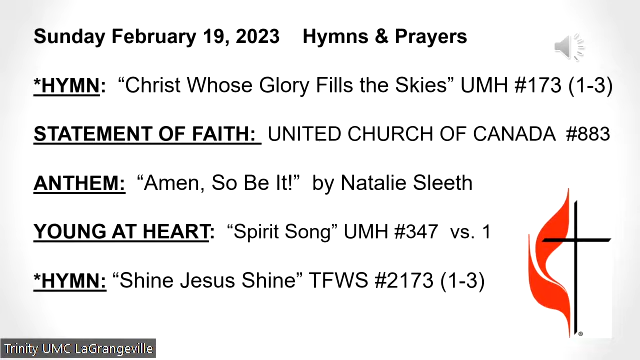 Sunday February 19, 2023 Hymns & Prayers
*HYMN: “Christ Whose Glory Fills the Skies” UMH #173 (1-3)
STATEMENT OF FAITH: UNITED CHURCH OF CANADA #883
ANTHEM: “Amen, So Be It!” by Natalie Sleeth
YOUNG AT HEART: “Spirit Song” UMH #347 vs. 1
*HYMN: “Shine Jesus Shine” TFWS #2173 (1-3)
®
Trinity UMC LaGrangeville